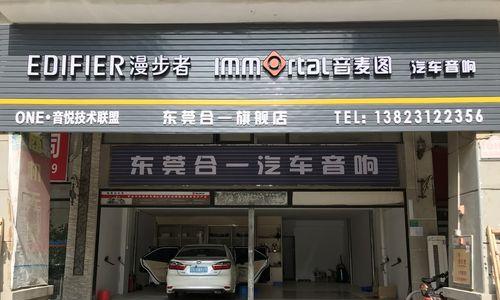 EDIFIER漫步者 Immortal音麦图 汽车音响
ONE·音悦技术联盟 东莞合一旗舰店 TEL: 13823122356
东莞合一汽车音响